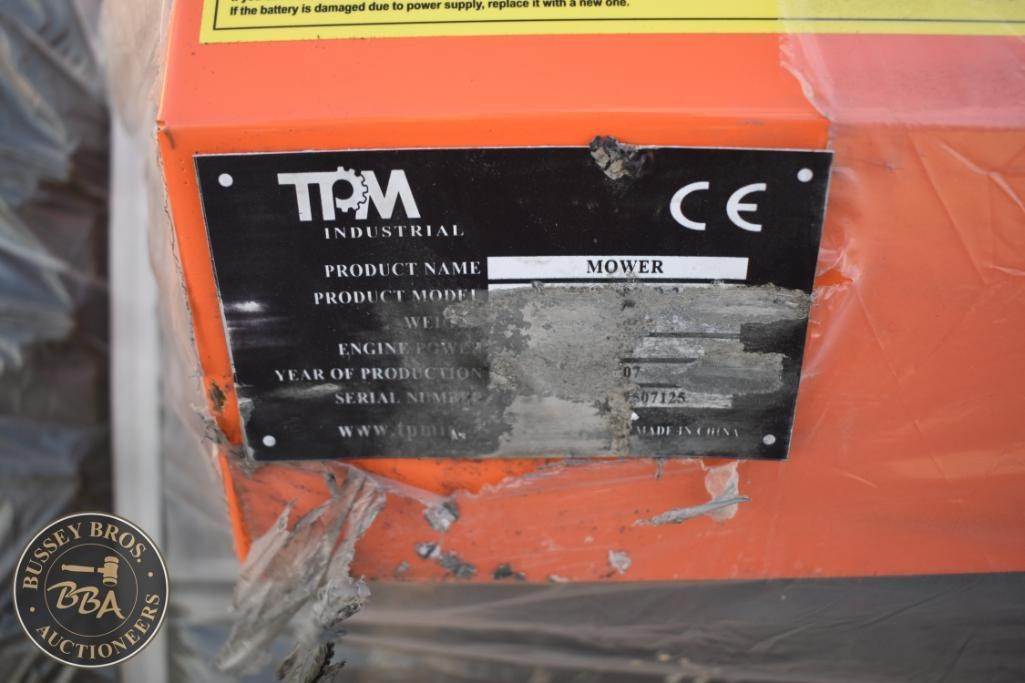 If the battery is damaged due to power supply, replace it with a new one.
TPM
INDUSTRIAL
CE
PRODUCT NAME MOWER
PRODUCT MODEL
ENGINE POWER
YEAR OF PRODUCTION 07
SERIAL NUMBER 507125
MADE IN CHINA
BUSSEY BROS.
BBA
AUCTIONEERS